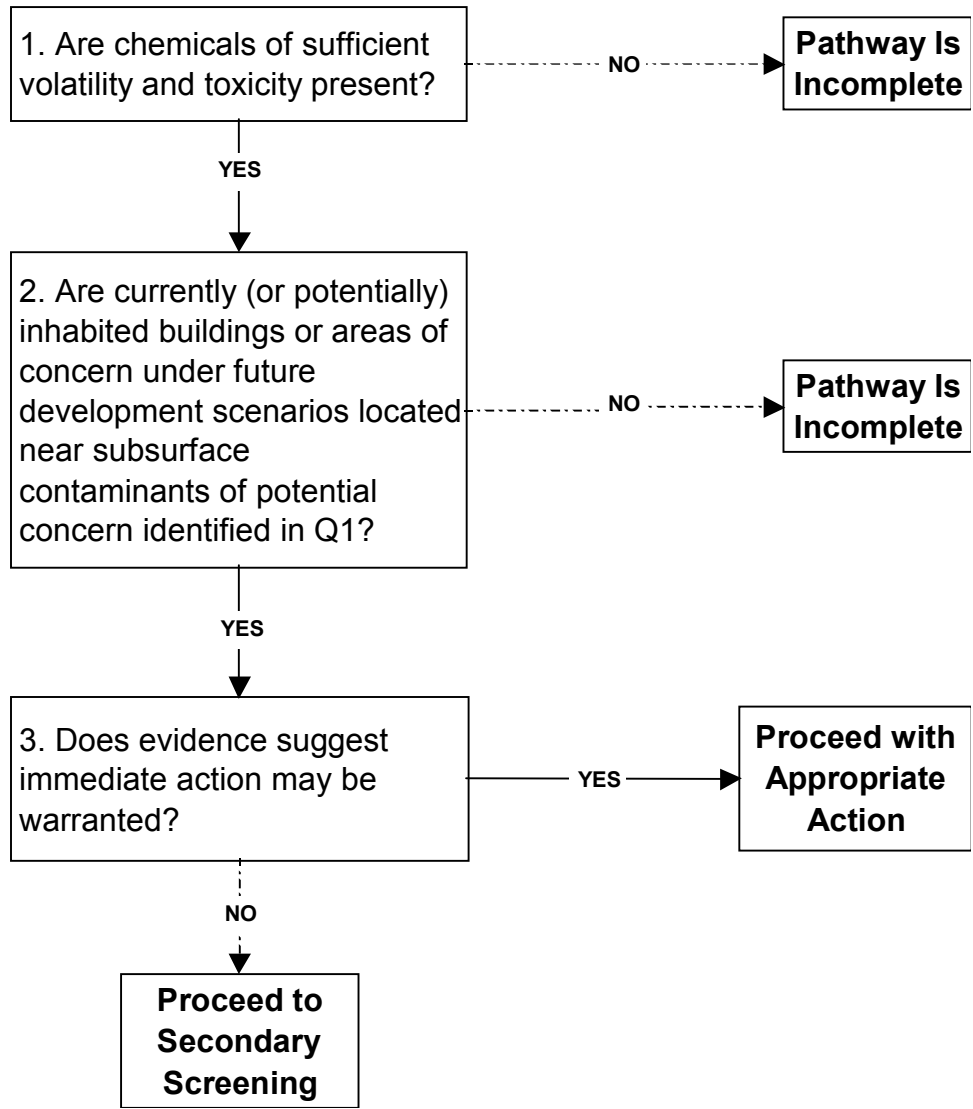 1. Are chemicals of sufficient
volatility and toxicity present?
NO
Pathway Is
Incomplete
YES
2. Are currently (or potentially)
inhabited buildings or areas of
concern under future
development scenarios located
near subsurface
contaminants of potential
concern identified in Q1?
NO
Pathway Is
Incomplete
YES
3. Does evidence suggest
immediate action may be
warranted?
YES
Proceed with
Appropriate
Action
NO
Proceed to
Secondary
Screening